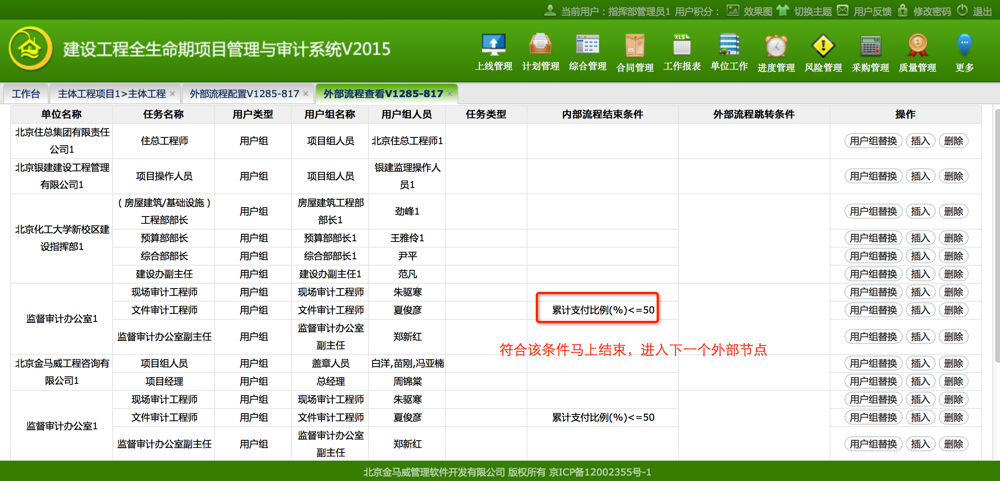 当前用户：指挥部管理员1 用户积分： 效果图 切换主题 用户反馈 修改密码 退出
建设工程全生命期项目管理与审计系统V2015
上线管理 计划管理 综合管理 合同管理 工作报表 单位工作 进度管理 风险管理 采购管理 质量管理 更多
工作台 主体工程项目1>主体工程 × 外部流程配置V1285-817 × 外部流程查看V1285-817 ×
单位名称 任务名称 用户类型 用户组名称 用户组人员 任务类型 内部流程结束条件 外部流程跳转条件 操作
北京住总集团有限责任
公司1 住总工程师 用户组 项目组人员 北京住总工程师1 用户组替换 插入 删除
北京银建建设工程管理
有限公司1 项目操作人员 用户组 项目组人员 银建监理操作人
员1 用户组替换 插入 删除
北京化工大学新校区建
设指挥部1
（房屋建筑/基础设施）
工程部部长 用户组 房屋建筑工程部
部长1 劲峰1 用户组替换 插入 删除
预算部部长 用户组 预算部部长1 王雅伶1 用户组替换 插入 删除
综合部部长 用户组 综合部部长1 尹平 用户组替换 插入 删除
建设办副主任 用户组 建设办副主任1 范凡 用户组替换 插入 删除
监督审计办公室1
现场审计工程师 用户组 现场审计工程师 朱驱寒 用户组替换 插入 删除
文件审计工程师 用户组 文件审计工程师 夏俊彦 累计支付比例(%)<=50 用户组替换 插入 删除
监督审计办公室副主任 用户组 监督审计办公室
副主任 郑新红 用户组替换 插入 删除
符合该条件马上结束，进入下一个外部节点
北京金马威工程咨询有
限公司1
项目组人员 用户组 盖章人员 白洋,苗刚,冯亚楠 用户组替换 插入 删除
项目经理 用户组 总经理 周锦棠 用户组替换 插入 删除
监督审计办公室1
现场审计工程师 用户组 现场审计工程师 朱驱寒 用户组替换 插入 删除
文件审计工程师 用户组 文件审计工程师 夏俊彦 累计支付比例(%)<=50 用户组替换 插入 删除
监督审计办公室副主任 用户组 监督审计办公室
副主任 郑新红 用户组替换 插入 删除
北京金马威管理软件开发有限公司 版权所有 京ICP备12002355号-1